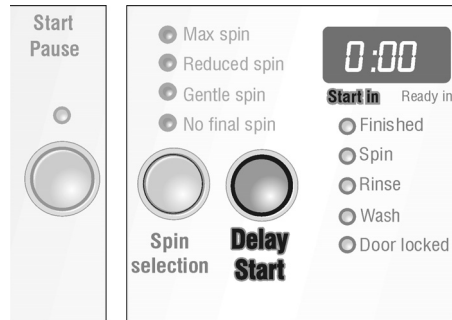 Start
Pause
Max spin
Reduced spin
Gentle spin
No final spin
Spin
selection
Delay
Start
0:00
Start in Ready in
Finished
Spin
Rinse
Wash
Door locked